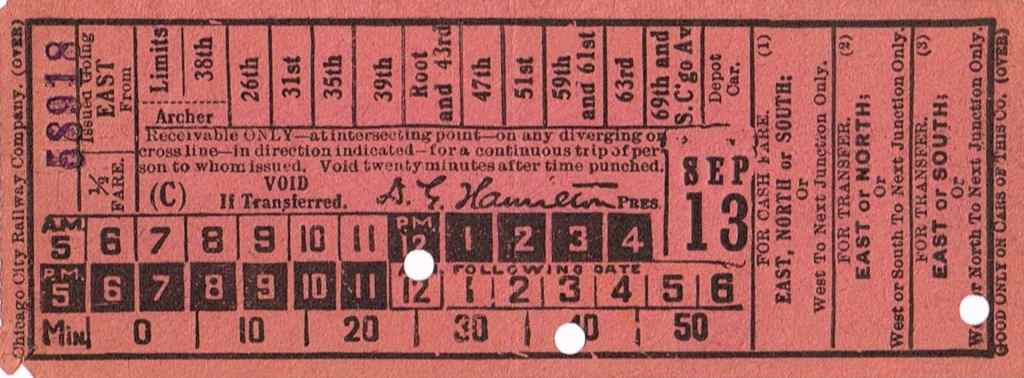 Chicago City Railway Company. (OVER)
58918
Issued Going
EAST
From
½
FARE.
Limits
38th
Archer
26th
31st
35th
39th
Root
and 43rd
47th
51st
59th
and 61st
63rd
69th and
S. C'go Av
Depot
Car.
Receivable ONLY—at intersecting point—on any diverging or
cross line—in direction indicated—for a continuous trip of per
son to whom issued. Void twenty minutes after time punched.
(C)
VOID
If Transferred.
PRES.
SEP
13
A.M. 5 6 7 8 9 10 11 P.M. 12 1 2 3 4
P.M. 5 6 7 8 9 10 11 12 FOLLOWING DATE 1 2 3 4 5 6
Min. 0 10 20 30 40 50
(1)
FOR CASH FARE.
EAST, NORTH or SOUTH;
Or
West To Next Junction Only.
(2)
FOR TRANSFER.
EAST or NORTH;
Or
West or South To Next Junction Only.
(3)
FOR TRANSFER.
EAST or SOUTH;
Or
or North To Next Junction Only.
GOOD ONLY ON CARS OF THIS CO. (OVER)